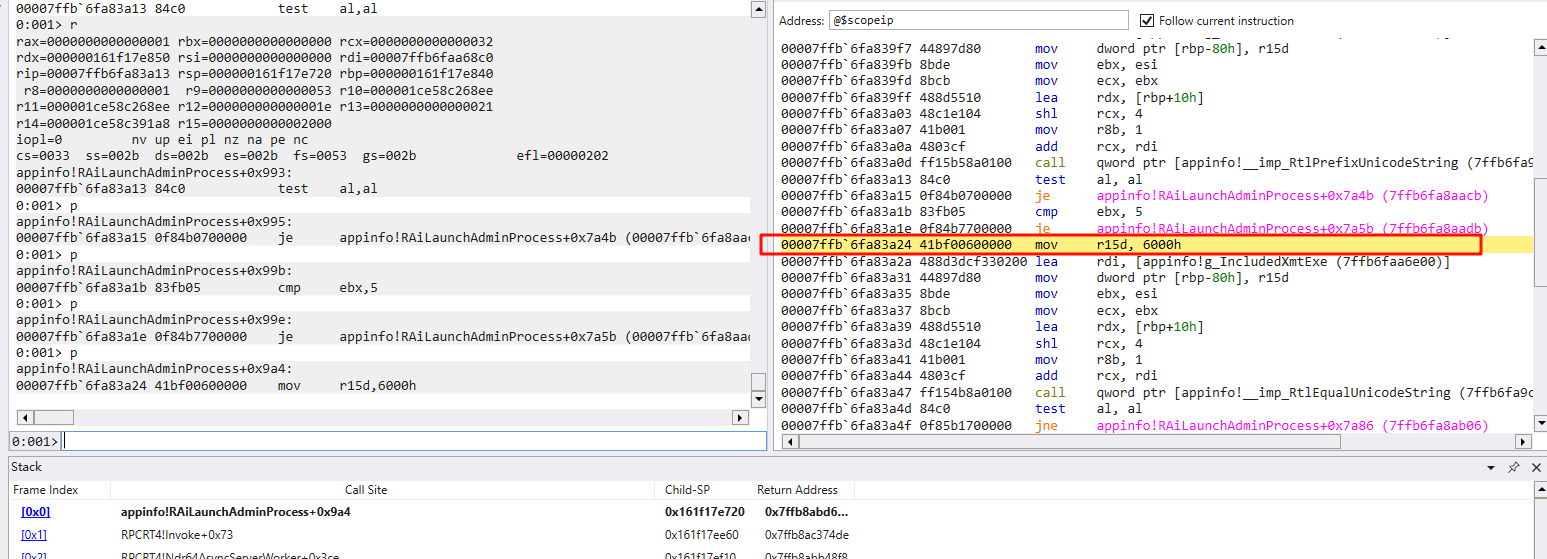 00007ffb`6fa83a13 84c0 test al,al
0:001> r
rax=0000000000000001 rbx=0000000000000000 rcx=0000000000000032
rdx=000000161f17e850 rsi=0000000000000000 rdi=00007ffb6faa68c0
rip=00007ffb6fa83a13 rsp=000000161f17e720 rbp=000000161f17e840
r8=0000000000000001 r9=0000000000000053 r10=000001ce58c268ee
r11=000001ce58c268ee r12=000000000000001e r13=0000000000000021
r14=000001ce58c391a8 r15=0000000000002000
iopl=0 nv up ei pl nz na pe nc
cs=0033 ss=002b ds=002b es=002b fs=0053 gs=002b efl=00000202
appinfo!RAiLaunchAdminProcess+0x993:
00007ffb`6fa83a13 84c0 test al,al
0:001> p
appinfo!RAiLaunchAdminProcess+0x995:
00007ffb`6fa83a15 0f84b0700000 je appinfo!RAiLaunchAdminProcess+0x7a4b (00007ffb`6fa8aac
0:001> p
appinfo!RAiLaunchAdminProcess+0x99b:
00007ffb`6fa83a1b 83fb05 cmp ebx,5
0:001> p
appinfo!RAiLaunchAdminProcess+0x99e:
00007ffb`6fa83a1e 0f84b7700000 je appinfo!RAiLaunchAdminProcess+0x7a5b (00007ffb`6fa8aad
0:001> p
appinfo!RAiLaunchAdminProcess+0x9a4:
00007ffb`6fa83a24 41bf00600000 mov r15d,6000h
0:001>
Address: @$scopeip Follow current instruction
00007ffb`6fa839f7 44897d80 mov dword ptr [rbp-80h], r15d
00007ffb`6fa839fb 8bde mov ebx, esi
00007ffb`6fa839fd 8bcb mov ecx, ebx
00007ffb`6fa839ff 488d5510 lea rdx, [rbp+10h]
00007ffb`6fa83a03 48c1e104 shl rcx, 4
00007ffb`6fa83a07 41b001 mov r8b, 1
00007ffb`6fa83a0a 4803cf add rcx, rdi
00007ffb`6fa83a0d ff15b58a0100 call qword ptr [appinfo!__imp_RtlPrefixUnicodeString (7ffb6fa9
00007ffb`6fa83a13 84c0 test al, al
00007ffb`6fa83a15 0f84b0700000 je appinfo!RAiLaunchAdminProcess+0x7a4b (7ffb6fa8aacb)
00007ffb`6fa83a1b 83fb05 cmp ebx, 5
00007ffb`6fa83a1e 0f84b7700000 je appinfo!RAiLaunchAdminProcess+0x7a5b (7ffb6fa8aadb)
00007ffb`6fa83a24 41bf00600000 mov r15d, 6000h
00007ffb`6fa83a2a 488d3dcf330200 lea rdi, [appinfo!g_IncludedXmtExe (7ffb6faa6e00)]
00007ffb`6fa83a31 44897d80 mov dword ptr [rbp-80h], r15d
00007ffb`6fa83a35 8bde mov ebx, esi
00007ffb`6fa83a37 8bcb mov ecx, ebx
00007ffb`6fa83a39 488d5510 lea rdx, [rbp+10h]
00007ffb`6fa83a3d 48c1e104 shl rcx, 4
00007ffb`6fa83a41 41b001 mov r8b, 1
00007ffb`6fa83a44 4803cf add rcx, rdi
00007ffb`6fa83a47 ff154b8a0100 call qword ptr [appinfo!__imp_RtlEqualUnicodeString (7ffb6fa9c
00007ffb`6fa83a4d 84c0 test al, al
00007ffb`6fa83a4f 0f85b1700000 jne appinfo!RAiLaunchAdminProcess+0x7a86 (7ffb6fa8ab06)
Stack
Frame Index Call Site Child-SP Return Address
[0x0] appinfo!RAiLaunchAdminProcess+0x9a4 0x161f17e720 0x7ffb8abd6...
[0x1] RPCRT4!Invoke+0x73 0x161f17ee60 0x7ffb8ac374de
[0x2] RPCRT4!Ndr64AsyncServerWorker+0x3ce 0x161f17ef10 0x7ffb8abb48f8